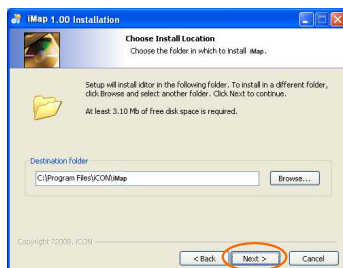 iMap 1.00 Installation
Choose Install Location
Choose the folder in which to install iMap.
Setup will install iditor in the following folder. To install in a different folder,
click Browse and select another folder. Click Next to continue.
At least 3.10 Mb of free disk space is required.
Destination folder
C:\Program Files\iCON\iMap
Browse...
Copyright ?2008, iCON
< Back
Next >
Cancel